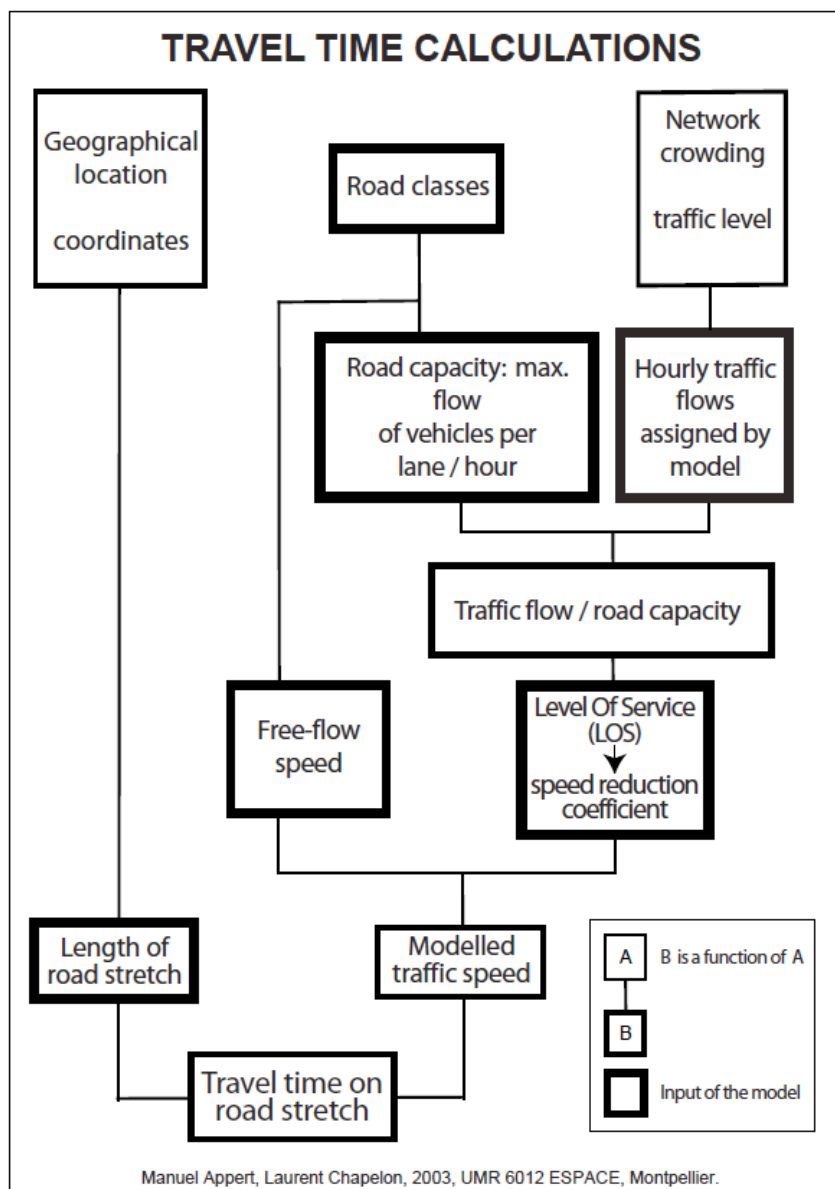 TRAVEL TIME CALCULATIONS
Geographical
location
coordinates
Road classes
Network
crowding
traffic level
Road capacity: max.
flow
of vehicles per
lane / hour
Hourly traffic
flows
assigned by
model
Traffic flow / road capacity
Free-flow
speed
Level Of Service
(LOS)
speed reduction
coefficient
Length of
road stretch
Modelled
traffic speed
Travel time on
road stretch
A
B is a function of A
B
Input of the model
Manuel Appert, Laurent Chapelon, 2003, UMR 6012 ESPACE, Montpellier.